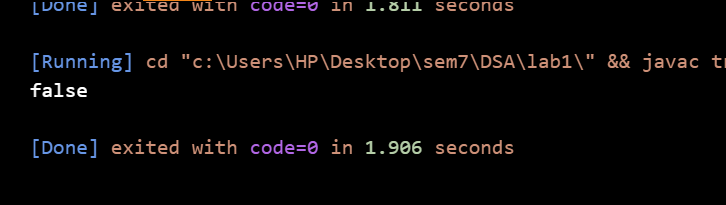 [Done] exited with code=0 in 1.811 seconds
[Running] cd "c:\Users\HP\Desktop\sem7\DSA\lab1\" && javac
false
[Done] exited with code=0 in 1.906 seconds